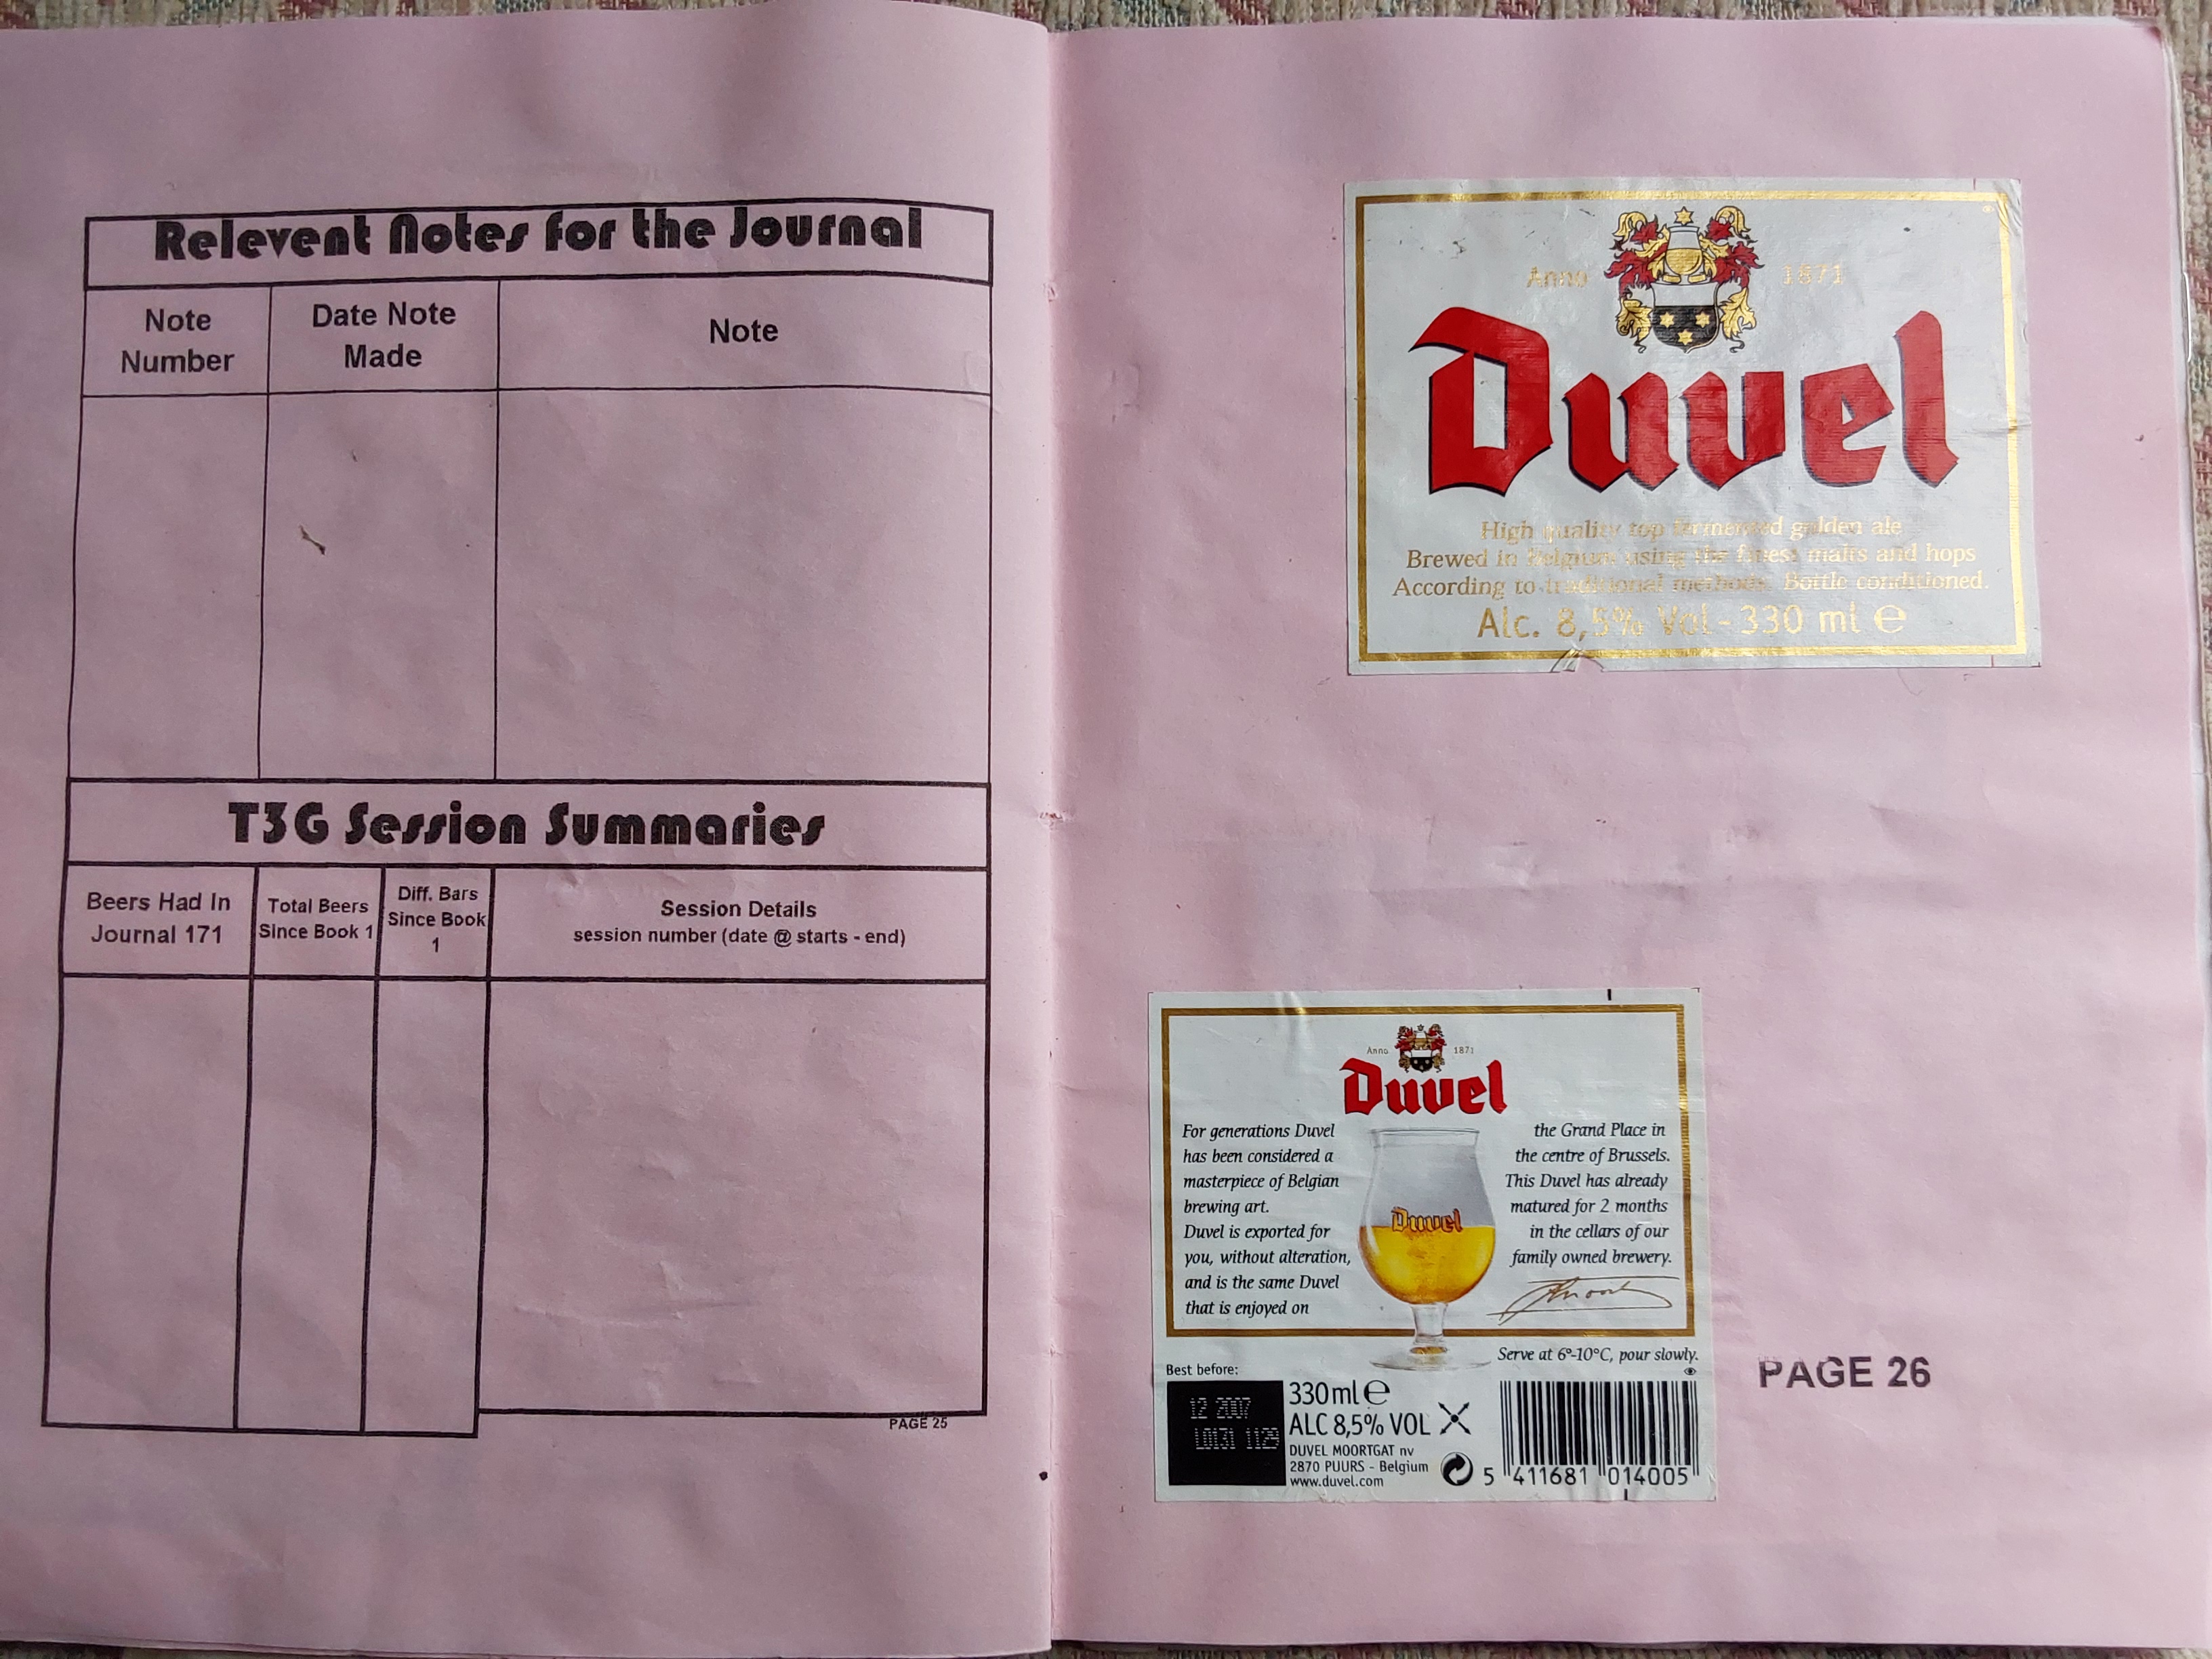 Relevent Notes for the Journal
Note Number
Date Note Made
Note
T3G Session Summaries
Beers Had In
Journal 171
Total Beers
Since Book 1
Diff. Bars
Since Book
1
Session Details
session number (date @ starts - end)
PAGE 25
Anno 1871
Duvel
High quality top fermented golden ale
Brewed in Belgium using the finest malts and hops
According to traditional methods. Bottle conditioned.
Alc. 8,5% Vol - 330 ml e
Anno 1871
Duvel
For generations Duvel
has been considered a
masterpiece of Belgian
brewing art.
Duvel is exported for
you, without alteration,
and is the same Duvel
that is enjoyed on
Duvel
the Grand Place in
the centre of Brussels.
This Duvel has already
matured for 2 months
in the cellars of our
family owned brewery.
Serve at 6°-10°C, pour slowly.
Best before:
12 2007
330 ml e
ALC 8,5% VOL
DUVEL MOORTGAT nv
2870 PUURS - Belgium
www.duvel.com
5 411681 014005
PAGE 26